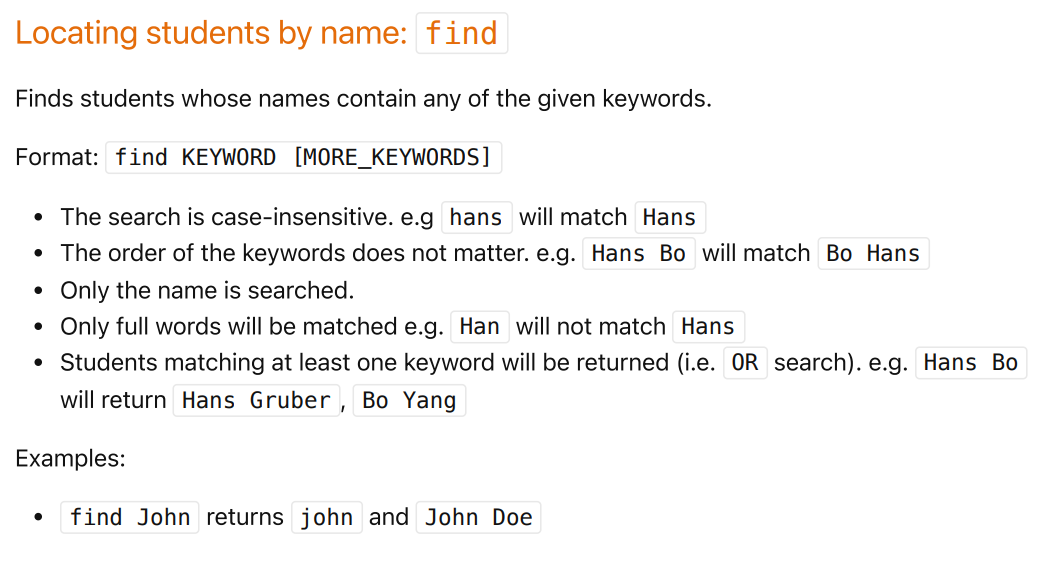 Locating students by name: find
Finds students whose names contain any of the given keywords.
Format: find KEYWORD [MORE_KEYWORDS]
• The search is case-insensitive. e.g hans will match Hans
• The order of the keywords does not matter. e.g. Hans Bo will match Bo Hans
• Only the name is searched.
• Only full words will be matched e.g. Han will not match Hans
• Students matching at least one keyword will be returned (i.e. OR search). e.g. Hans Bo
will return Hans Gruber, Bo Yang
Examples:
• find John returns john and John Doe